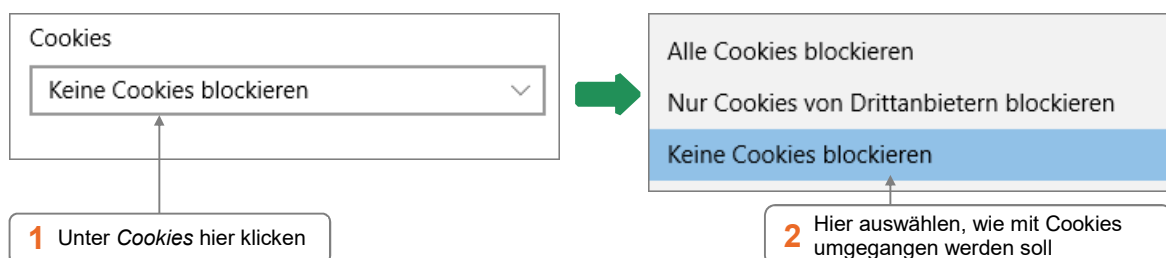 Cookies
Keine Cookies blockieren
1 Unter Cookies hier klicken
Alle Cookies blockieren
Nur Cookies von Drittanbietern blockieren
Keine Cookies blockieren
2 Hier auswählen, wie mit Cookies
umgegangen werden soll